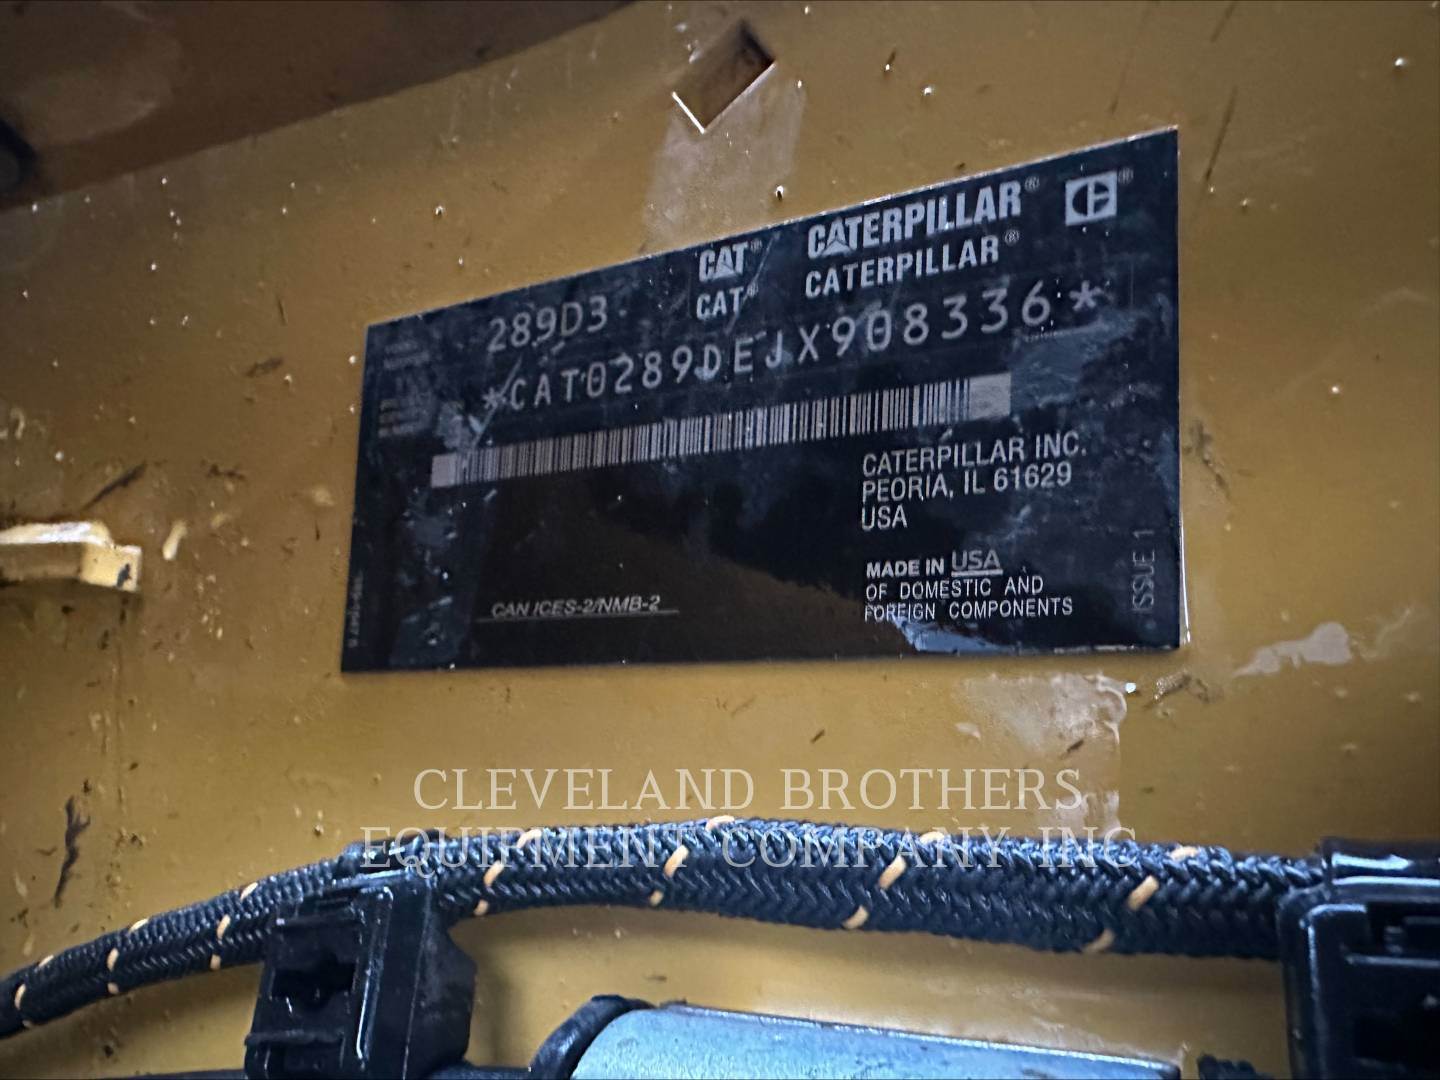 289D3
CAT® CATERPILLAR®
CAT® CATERPILLAR®
*CAT0289DEJX908336*
CATERPILLAR INC.
PEORIA, IL 61629
USA
MADE IN USA
OF DOMESTIC AND
FOREIGN COMPONENTS
CAN ICES-2/NMB-2
ISSUE 1
CLEVELAND BROTHERS
EQUIPMENT COMPANY INC